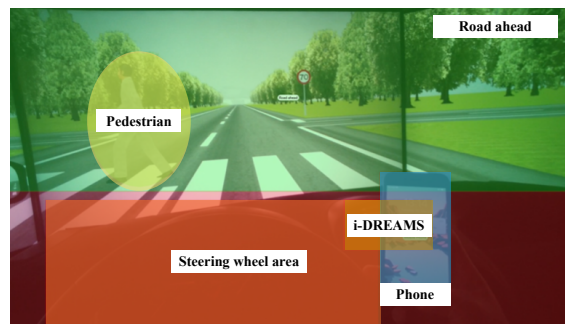 Road ahead
Pedestrian
i-DREAMS
Steering wheel area
Phone